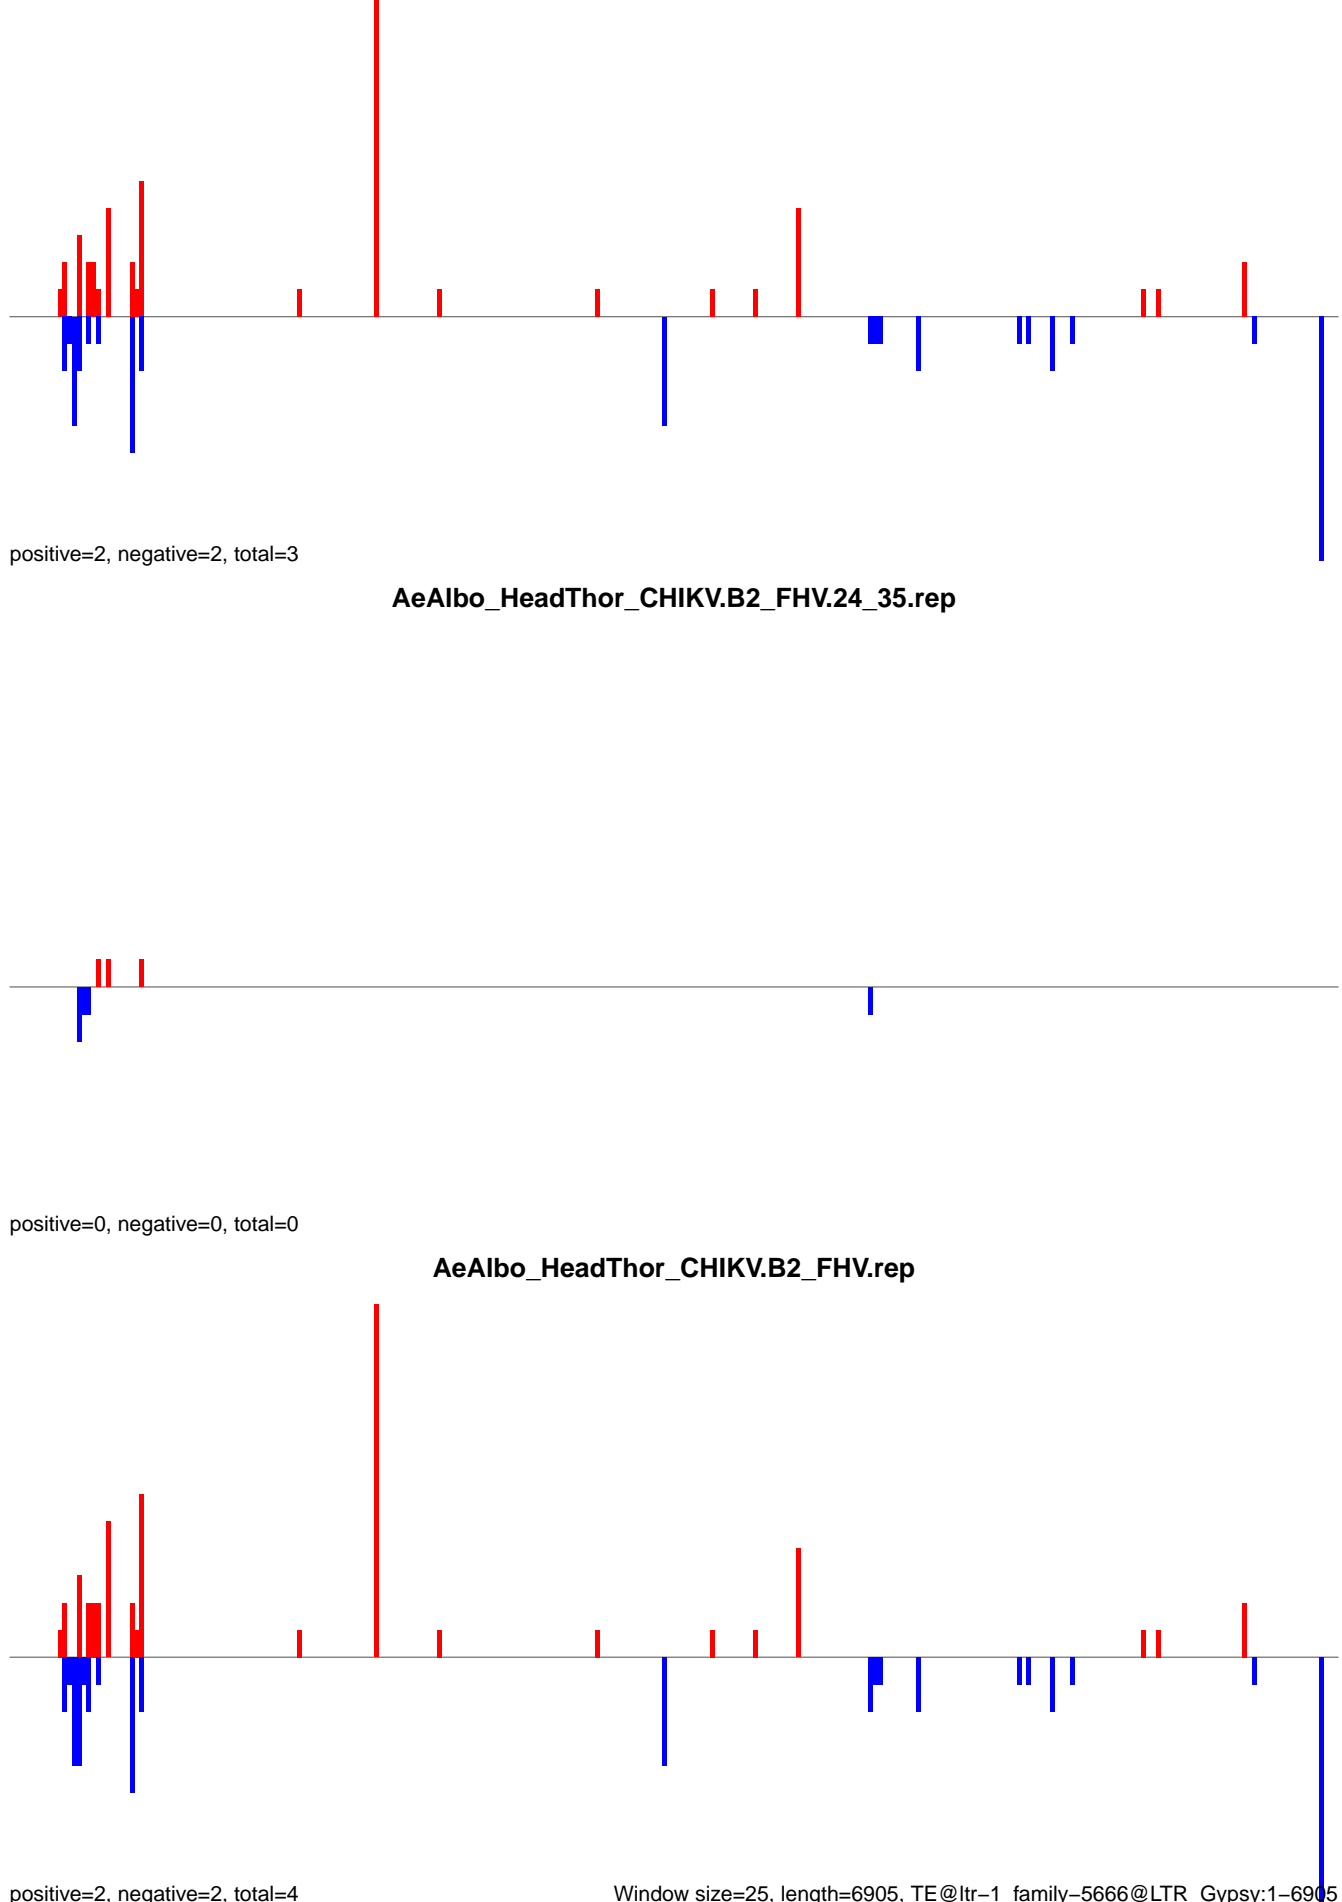 positive=2, negative=2, total=3
AeAlbo_HeadThor_CHIKV.B2_FHV.24_35.rep
positive=0, negative=0, total=0
AeAlbo_HeadThor_CHIKV.B2_FHV.rep
positive=2, negative=2, total=4
Window size=25, length=6905, TE@ltr−1_family−5666@LTR_Gypsy:1−6905